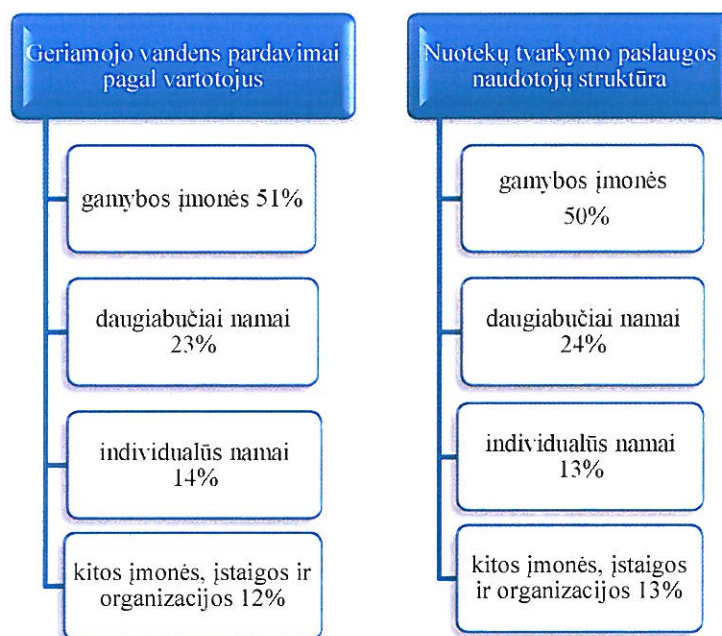 Geriamojo vandens pardavimai
pagal vartotojus
gamybos įmonės 51%
daugiabučiai namai
23%
individualūs namai
14%
kitos įmonės, įstaigos ir
organizacijos 12%
Nuotekų tvarkymo paslaugos
naudotojų struktūra
gamybos įmonės
50%
daugiabučiai namai
24%
individualūs namai
13%
kitos įmonės, įstaigos
ir organizacijos 13%